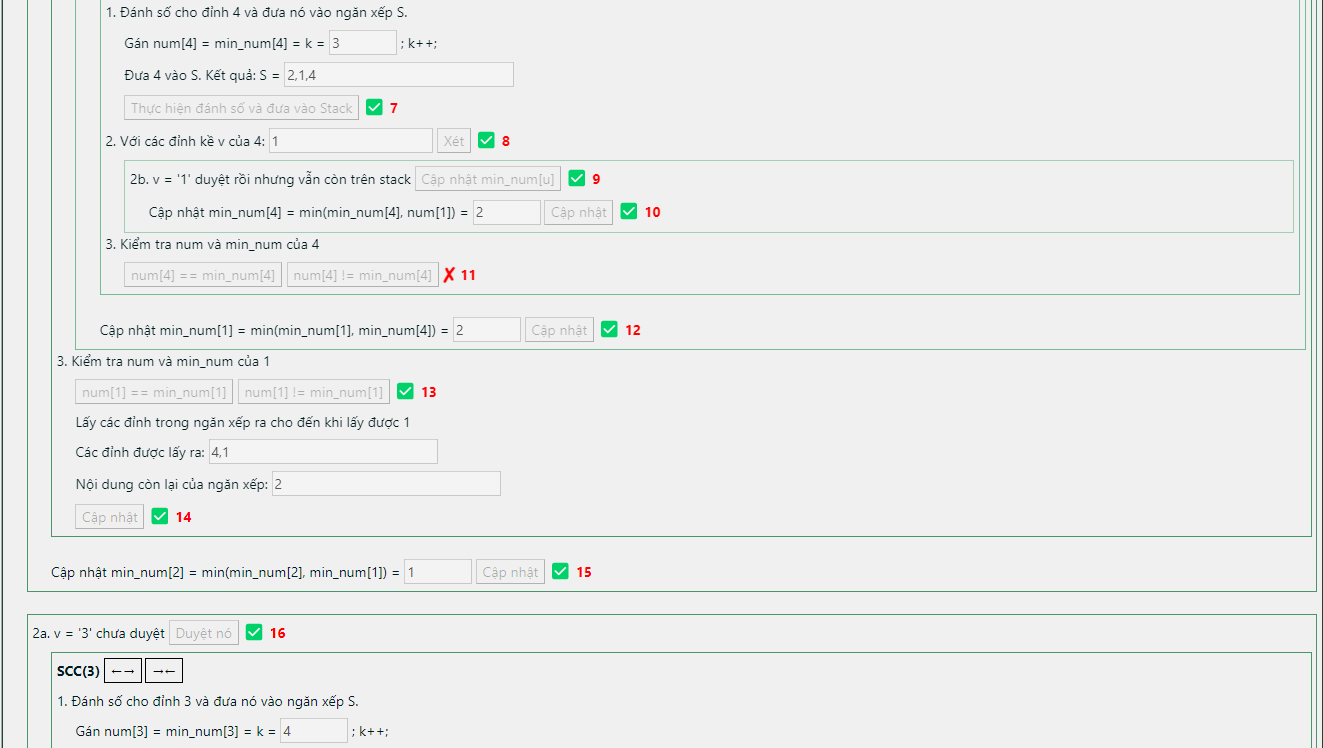 1. Đánh số cho đỉnh 4 và đưa nó vào ngăn xếp S.
Gán num[4] = min_num[4] = k = 3 ; k++;
Đưa 4 vào S. Kết quả: S = 2,1,4
Thực hiện đánh số và đưa vào Stack ✅ 7
2. Với các đỉnh kề v của 4: 1 Xét ✅ 8
2b. v = '1' duyệt rồi nhưng vẫn còn trên stack Cập nhật min_num[u] ✅ 9
Cập nhật min_num[4] = min(min_num[4], num[1]) = 2 Cập nhật ✅ 10
3. Kiểm tra num và min_num của 4
num[4] == min_num[4] num[4] != min_num[4] ✗ 11
Cập nhật min_num[1] = min(min_num[1], min_num[4]) = 2 Cập nhật ✅ 12
3. Kiểm tra num và min_num của 1
num[1] == min_num[1] num[1] != min_num[1] ✅ 13
Lấy các đỉnh trong ngăn xếp ra cho đến khi lấy được 1
Các đỉnh được lấy ra: 4,1
Nội dung còn lại của ngăn xếp: 2
Cập nhật ✅ 14
Cập nhật min_num[2] = min(min_num[2], min_num[1]) = 1 Cập nhật ✅ 15
2a. v = '3' chưa duyệt Duyệt nó ✅ 16
SCC(3) ←→ →←
1. Đánh số cho đỉnh 3 và đưa nó vào ngăn xếp S.
Gán num[3] = min_num[3] = k = 4 ; k++;